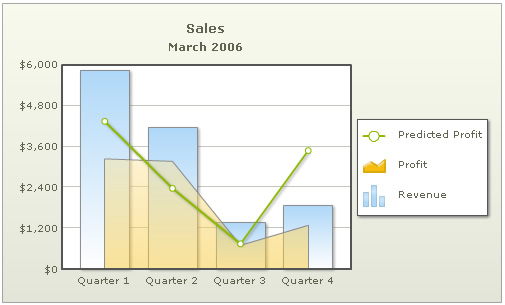 Sales
March 2006
$6,000
$4,800
$3,600
$2,400
$1,200
$0
Quarter 1 Quarter 2 Quarter 3 Quarter 4
Predicted Profit
Profit
Revenue